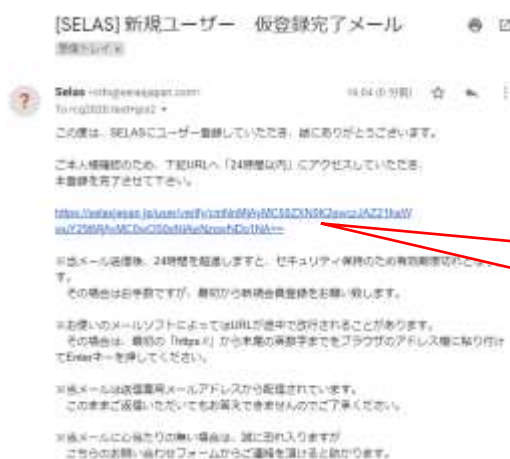 [SELAS] 新規ユーザー　仮登録完了メール
受信トレイ ×
Selas
この度は、SELASにユーザー登録していただき、誠にありがとうございます。
ご本人様確認のため、下記URLへ「24時間以内」にアクセスしていただき
本登録を完了させて下さい。
※当メール送信後、24時間を超過しますと、セキュリティ保持のため有効期限切れとなります。
その場合はお手数ですが、最初から新規会員登録をお願い致します。
※お使いのメールソフトによってはURLが途中で改行されることがあります。
その場合は、最初の「https://」から末尾の英数字までをブラウザのアドレス欄に貼り付け
てEnterキーを押してください。
※当メールは送信専用メールアドレスから配信されています。
このままご返信いただいてもお答えできませんのでご了承ください。
※当メールに心当たりの無い場合は、誠に恐れ入りますが
こちらのお問い合わせフォームからご連絡を頂けると助かります。